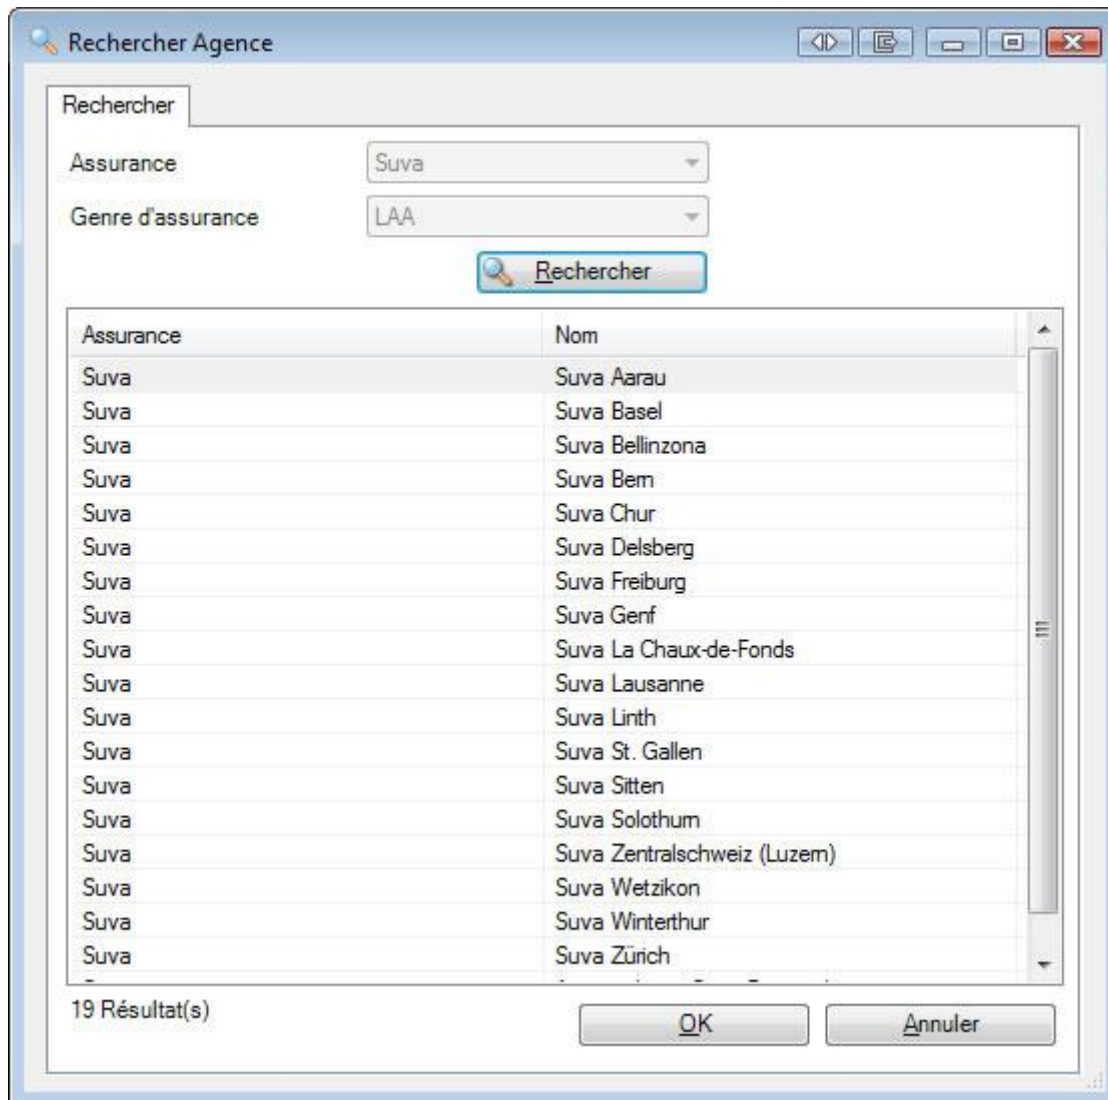 Rechercher Agence
Rechercher
Assurance Suva
Genre d'assurance LAA
Rechercher
Assurance Nom
Suva Suva Aarau
Suva Suva Basel
Suva Suva Bellinzona
Suva Suva Bern
Suva Suva Chur
Suva Suva Delsberg
Suva Suva Freiburg
Suva Suva Genf
Suva Suva La Chaux-de-Fonds
Suva Suva Lausanne
Suva Suva Linth
Suva Suva St. Gallen
Suva Suva Sitten
Suva Suva Solothurn
Suva Suva Zentralschweiz (Luzern)
Suva Suva Wetzikon
Suva Suva Winterthur
Suva Suva Zürich
19 Résultat(s)
OK Annuler